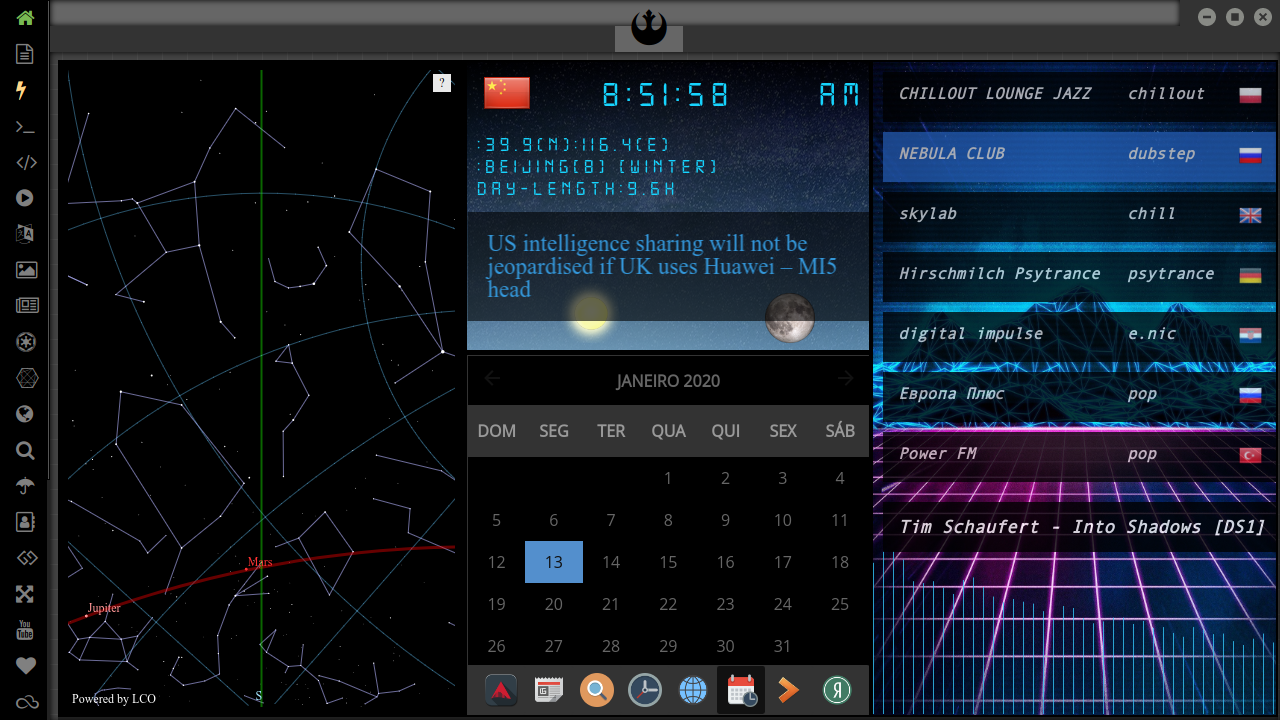 ?
Mars
Jupiter
S
Powered by LCO
8:51:58 AM
:39.9(N):116.4(E)
:BEIJING(8) (WINTER)
DAY-LENGTH:9.6H
US intelligence sharing will not be
jeopardised if UK uses Huawei – MI5
head
JANEIRO 2020
DOM SEG TER QUA QUI SEX SÁB
1 2 3 4
5 6 7 8 9 10 11
12 13 14 15 16 17 18
19 20 21 22 23 24 25
26 27 28 29 30 31
CHILLOUT LOUNGE JAZZ chillout
NEBULA CLUB dubstep
skylab chill
Hirschmilch Psytrance psytrance
digital impulse e.nic
Европа Плюс pop
Power FM pop
Tim Schaufert - Into Shadows [DS1]
You
Tube
Я